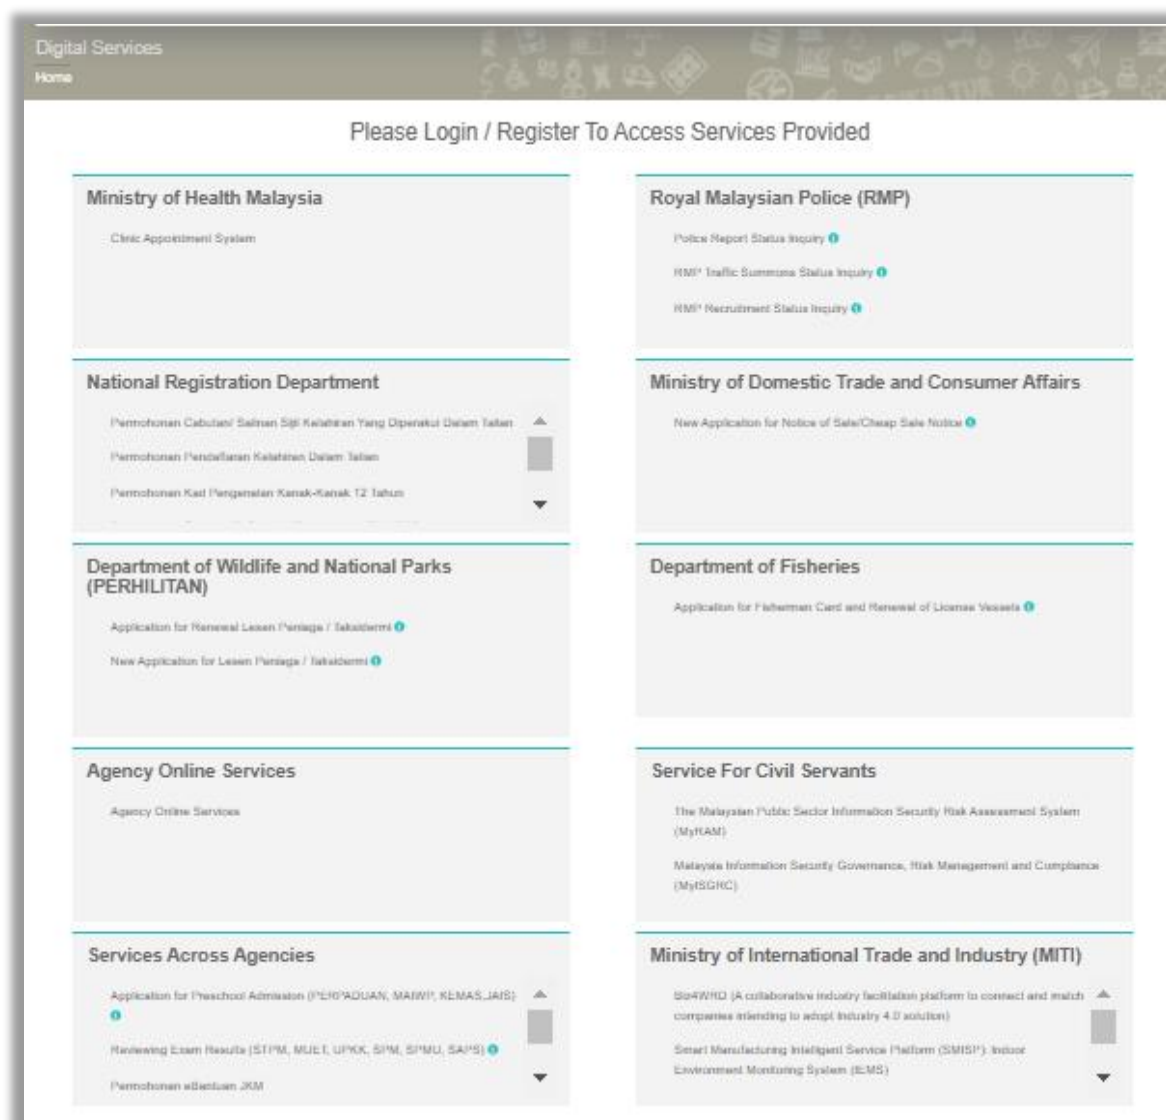 Digital Services
Home
Please Login / Register To Access Services Provided
Ministry of Health Malaysia
Clinic Appointment System
Royal Malaysian Police (RMP)
Police Report Status Inquiry
RMP Traffic Summons Status Inquiry
RMP Recruitment Status Inquiry
National Registration Department
Permohonan Cabutan/ Salinan Sijil Kelahiran Yang Diperakui Dalam Talian
Permohonan Pendaftaran Kelahiran Dalam Talian
Permohonan Kad Pengenalan Kanak-Kanak 12 Tahun
Ministry of Domestic Trade and Consumer Affairs
New Application for Notice of Sale/Cheap Sale Notice
Department of Wildlife and National Parks
(PERHILITAN)
Application for Renewal Lesen Peniaga / Taksidermi
New Application for Lesen Peniaga / Taksidermi
Department of Fisheries
Application for Fisherman Card and Renewal of License Vessels
Agency Online Services
Agency Online Services
Service For Civil Servants
The Malaysian Public Sector Information Security Risk Assessment System
(MyRAM)
Malaysia Information Security Governance, Risk Management and Compliance
(MyISGRC)
Services Across Agencies
Application for Preschool Admission (PERPADUAN, MAIWP, KEMAS,JAIS)
Reviewing Exam Results (STPM, MUET, UPKK, SPM, SPMU, SAPS)
Permohonan eBantuan JKM
Ministry of International Trade and Industry (MITI)
Biz4WRD (A collaborative industry facilitation platform to connect and match
companies intending to adopt Industry 4.0 solution)
Smart Manufacturing Intelligent Service Platform (SMISP): Indoor
Environment Monitoring System (IEMS)